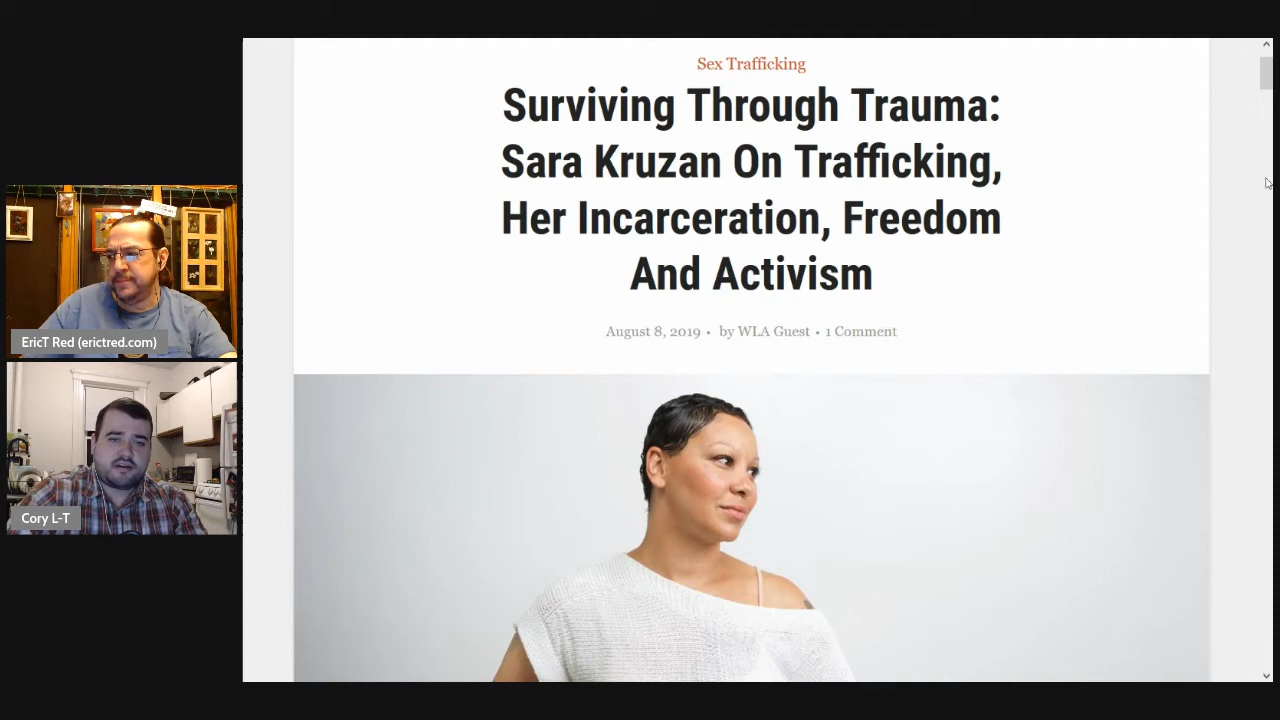 Sex Trafficking
Surviving Through Trauma:
Sara Kruzan On Trafficking,
Her Incarceration, Freedom
And Activism
August 8, 2019 • by WLA Guest • 1 Comment
EricT Red (erictred.com)
Cory L-T